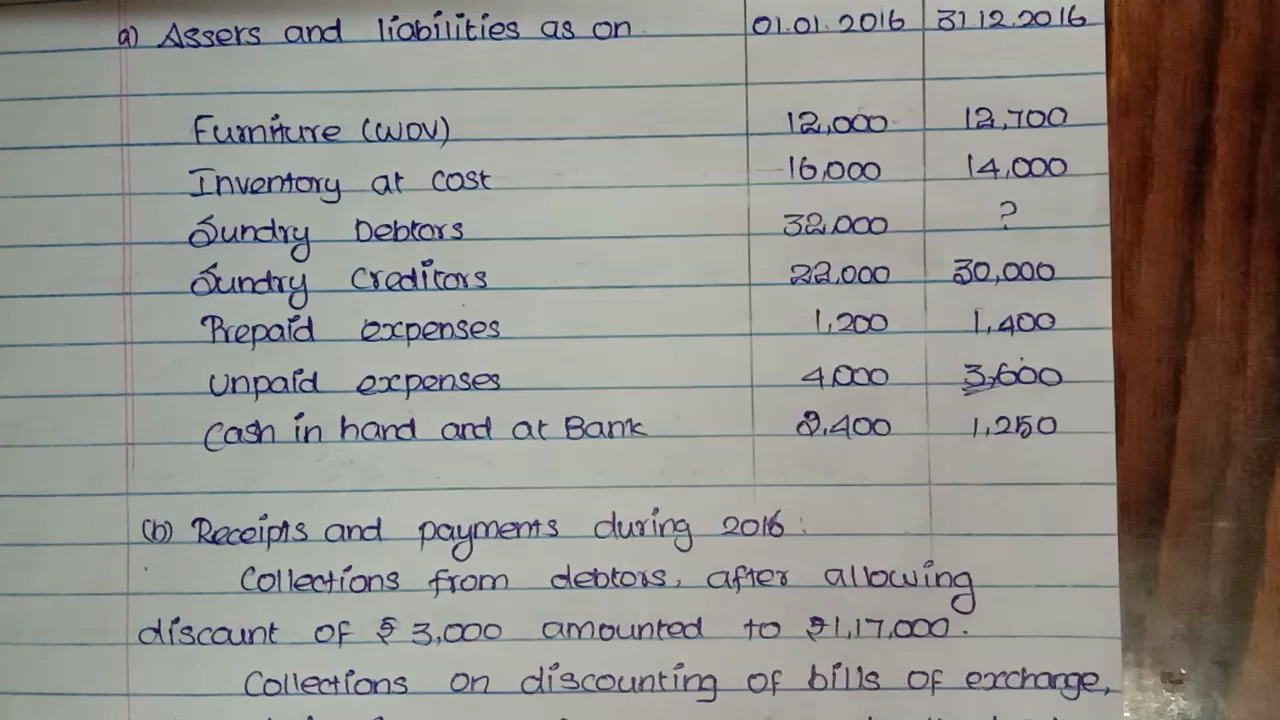 a) Assers and liabilities as on 01.01.2016 31.12.2016
Furniture (WDV) 12,000 12,700
Inventory at cost 16,000 14,000
Sundry Debtors 32,000 ?
Sundry Creditors 22,000 30,000
Prepaid expenses 1,200 1,400
Unpaid expenses 4,000 3,600
Cash in hand and at Bank 2,400 1,250
(b) Receipts and payments during 2016:
Collections from debtors, after allowing
discount of ₹ 3,000 amounted to ₹1,17,000.
Collections on discounting of bills of exchange,